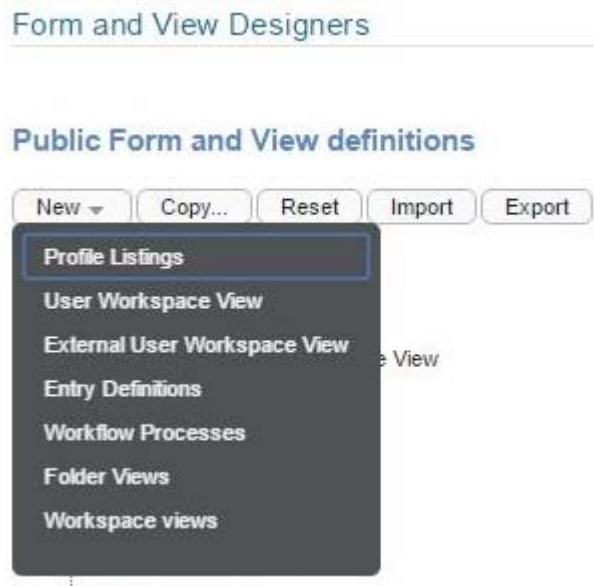 Form and View Designers
Public Form and View definitions
New Copy... Reset Import Export
Profile Listings
User Workspace View
External User Workspace View
View
Entry Definitions
Workflow Processes
Folder Views
Workspace views